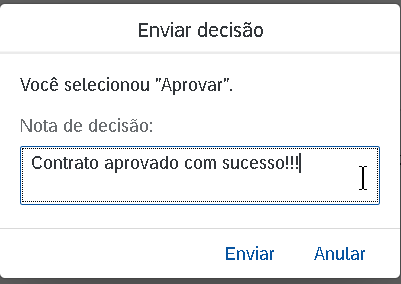 Enviar decisão
Você selecionou "Aprovar".
Nota de decisão:
Contrato aprovado com sucesso!!!
Enviar Anular